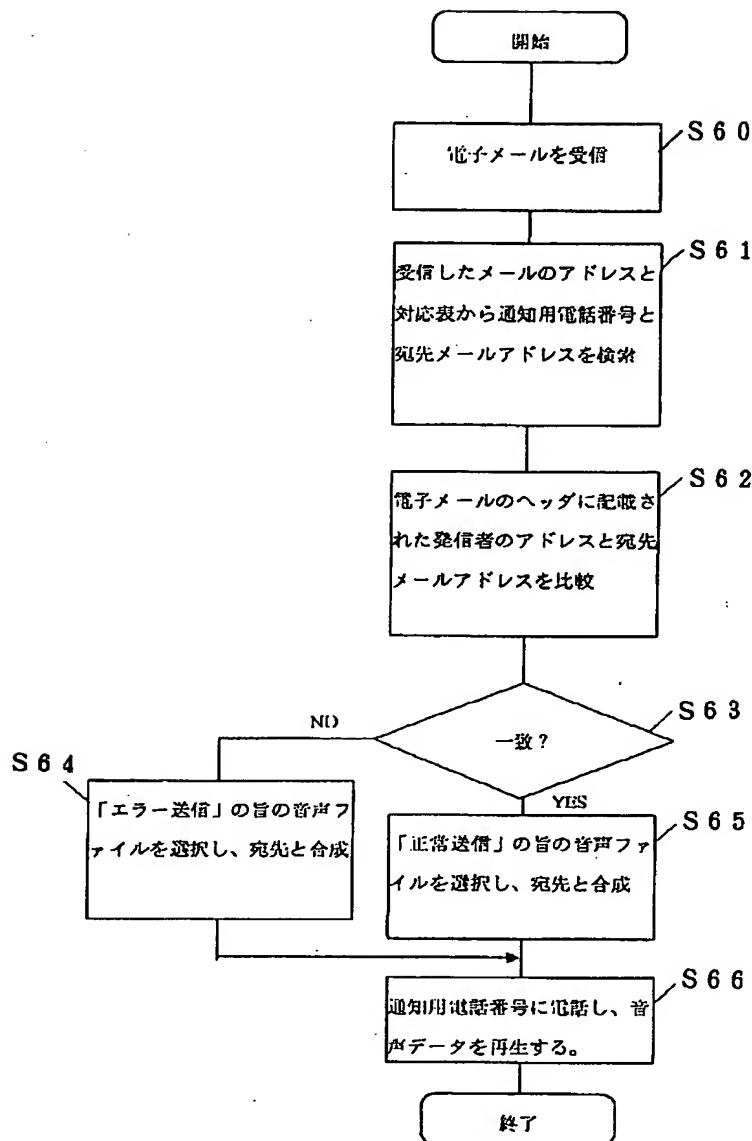 開始
S60
電子メールを受信
S61
受信したメールのアドレスと
対応表から通知用電話番号と
宛先メールアドレスを検索
S62
電子メールのヘッダに記載さ
れた発信者のアドレスと宛先
メールアドレスを比較
S63
一致?
NO
YES
S64
「エラー送信」の旨の音声フ
ァイルを選択し、宛先と合成
S65
「正常送信」の旨の音声ファ
イルを選択し、宛先と合成
S66
通知用電話番号に電話し、音
声データを再生する。
終了